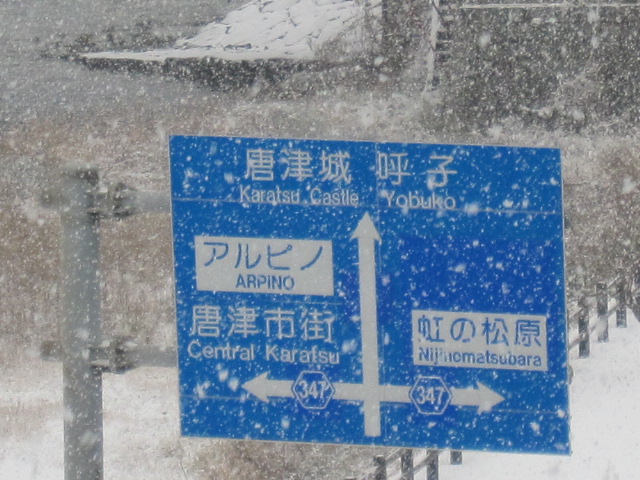 唐津城 呼子
Karatsu Castle Yobuko
アルピノ
ARPINO
唐津市街
Central Karatsu
虹の松原
Nijinomatsubara
347
347